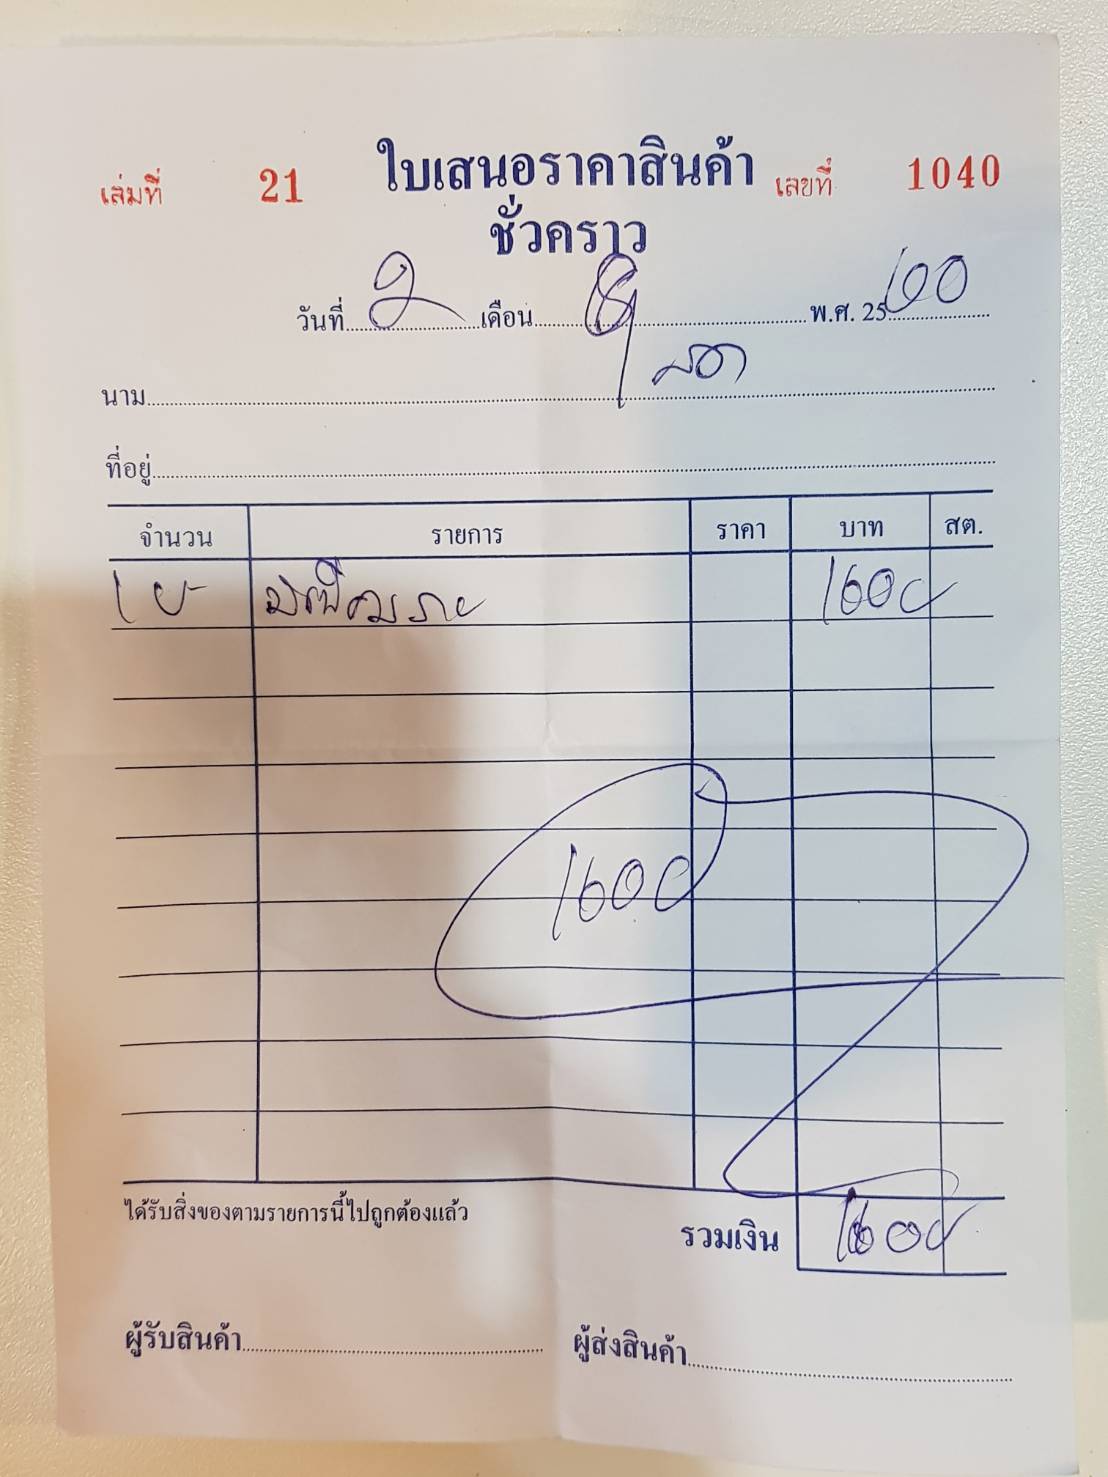 เล่มที่ 21 ใบเสนอราคาสินค้า เลขที่ 1040
ชั่วคราว
วันที่ 2 เดือน 8 พ.ศ. 25 60
นาม
ที่อยู่
จำนวน รายการ ราคา บาท สต.
1 1600
1600
ได้รับสิ่งของตามรายการนี้ไปถูกต้องแล้ว
รวมเงิน 1600
ผู้รับสินค้า ผู้ส่งสินค้า